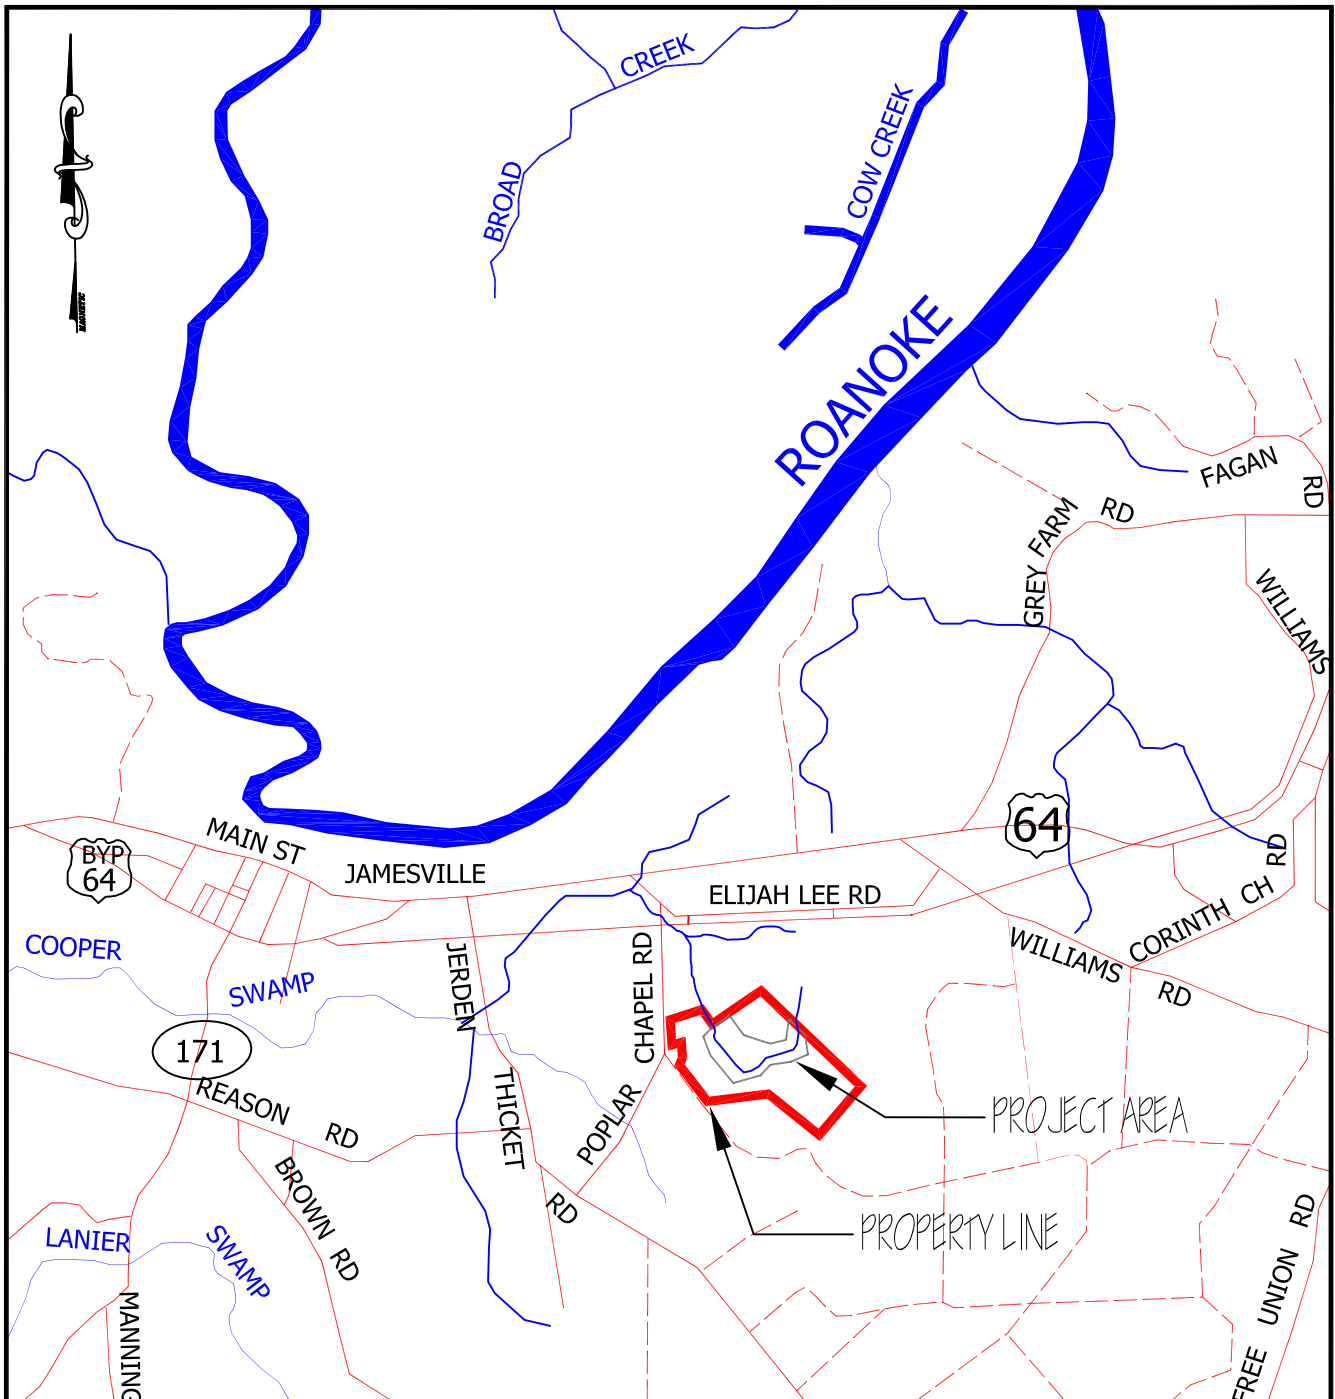 CREEK
BROAD
COW CREEK
MAGNETIC
ROANOKE
FAGAN
RD
GREY FARM
RD
WILLIAMS
MAIN ST
BYP
64
JAMESVILLE
64
ELIJAH LEE RD
RD
CORINTH CH
COOPER
SWAMP
JERDEN
CHAPEL RD
WILLIAMS
RD
171
REASON
RD
THICKET
POPLAR
PROJECT AREA
BROWN RD
RD
PROPERTY LINE
LANIER
SWAMP
MANNING
FREE UNION RD